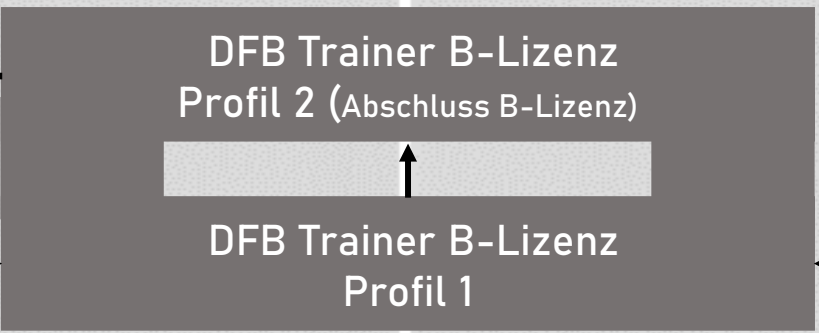 DFB Trainer B-Lizenz
Profil 2 (Abschluss B-Lizenz)
DFB Trainer B-Lizenz
Profil 1